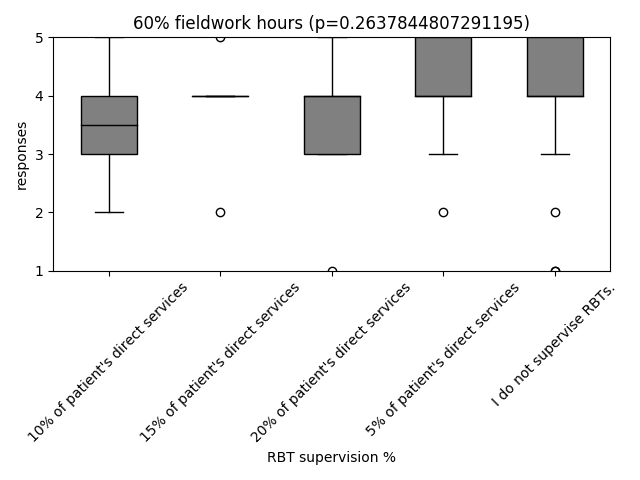 60% fieldwork hours (p=0.2637844807291195)
responses
5
4
3
2
1
10% of patient's direct services
15% of patient's direct services
20% of patient's direct services
5% of patient's direct services
I do not supervise RBTs.
RBT supervision %